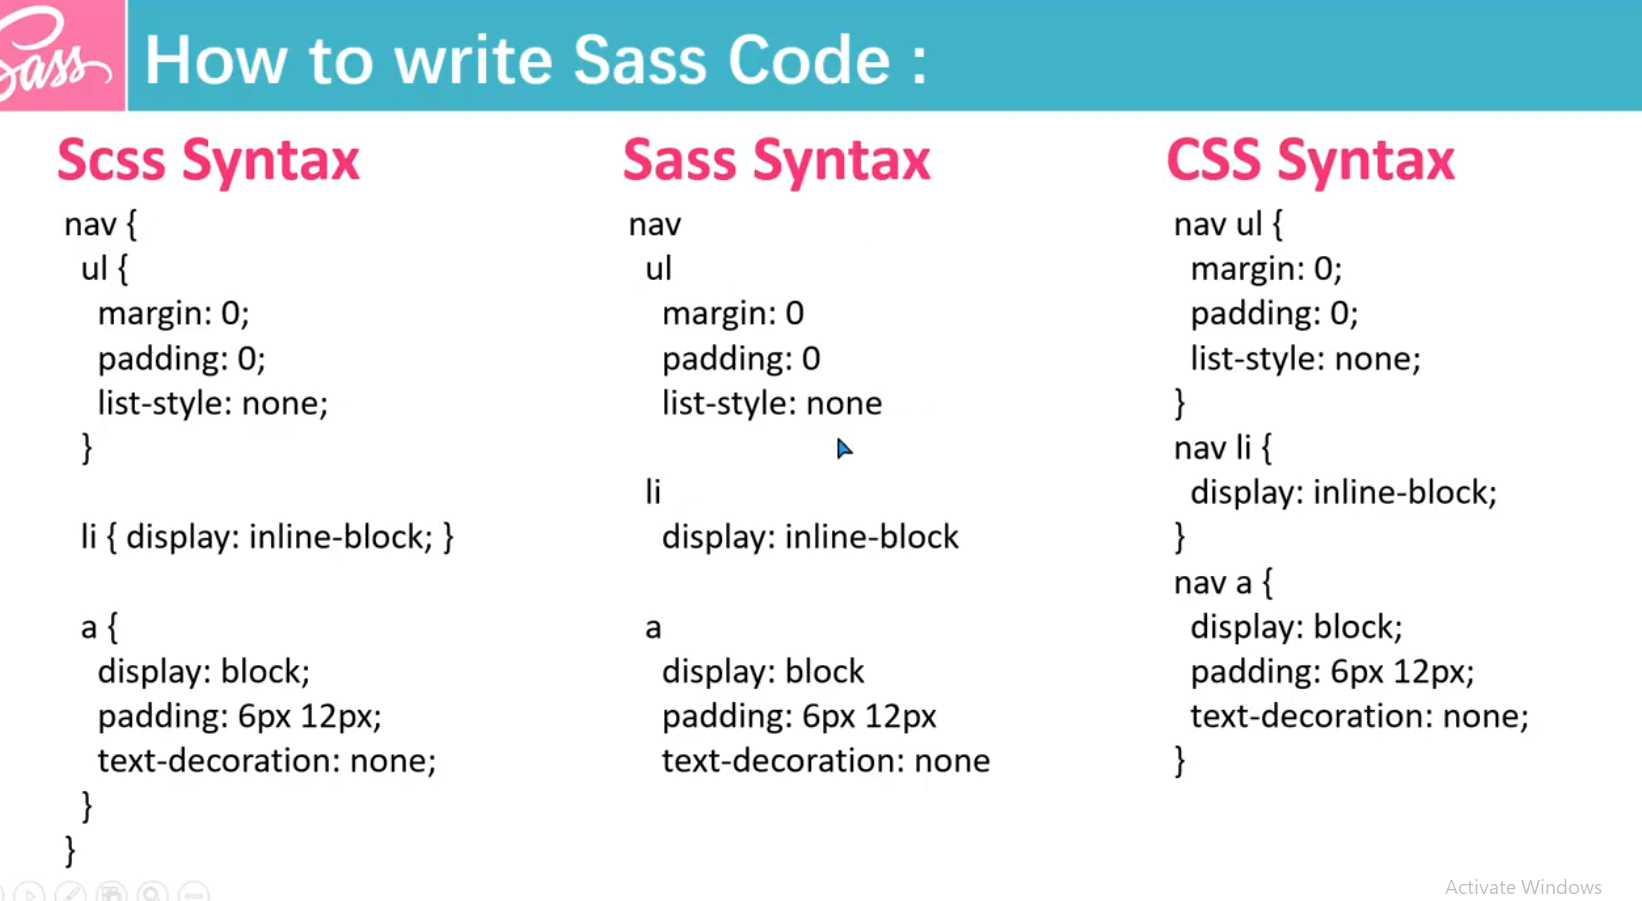 Sass
How to write Sass Code :
Scss Syntax
nav {
ul {
margin: 0;
padding: 0;
list-style: none;
}
li { display: inline-block; }
a {
display: block;
padding: 6px 12px;
text-decoration: none;
}
}
Sass Syntax
nav
ul
margin: 0
padding: 0
list-style: none
li
display: inline-block
a
display: block
padding: 6px 12px
text-decoration: none
CSS Syntax
nav ul {
margin: 0;
padding: 0;
list-style: none;
}
nav li {
display: inline-block;
}
nav a {
display: block;
padding: 6px 12px;
text-decoration: none;
}
Activate Windows